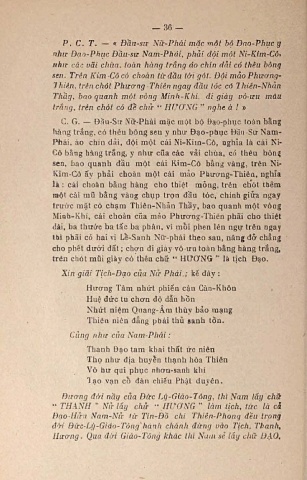 — 36 —
P. C. T. — « Đầu-sư Nữ-Phái mặc một bộ Đạo-Phục y
như Đạo-Phục Đầu-sư Nam-Phái, phải đội một Ni-Kim-Cô,
như các vãi chùa, toàn hàng trắng do chín dải có thêu bông
sen. Trên Kim-Cô có choàn từ đầu tới gót. Đội mão Phương-
Thiên, trên chót Phương-Thiên ngay đầu tóc có Thiên-Nhản
Thầy, bao quanh một vòng Minh-Khí, đi giày vô-ưu màu
trắng, trên chót có để chữ " HƯƠNG " nghe à ! »
C. G. — Đầu-Sư Nữ-Phái mặc một bộ Đạo-phục toàn bằng
hàng trắng, có thêu bông sen y như Đạo-phục Đầu-Sư Nam-
Phái, áo chín dải, đội một cái Ni-Kim-Cô, nghĩa là cái Ni-
Cô bằng hàng trắng, y như của các vãi chùa, có thêu bông
sen, bao quanh đầu một cái Kim-Cô bằng vàng, trên Ni-
Kim-Cô ấy phải choán một cái mão Phương-Thiên, nghĩa
là : cái choàn bằng hàng cho thiệt mỏng, trên chót thêm
một cái mũ bằng vàng chụp trọn đầu tóc, chính giữa ngay
trước mặt có chạm Thiên-Nhản Thầy, bao quanh một vòng
Minh-Khí, cái choàn của mão Phương-Thiên phải cho thiệt
dài, ba thước ba tấc ba phân, vì mỗi phen lên ngự trên ngai
thì phải có hai vị Lễ-Sanh Nữ-phái theo sau, nâng đỡ chẳng
cho phết dưới đất ; chơn đi giày vô ưu toàn bằng hàng trắng,
trên chót mũi giày có thêu chữ " HƯƠNG " là tịch Đạo.
Xin giải Tịch-Đạo của Nữ Phái ; kể đây :
Hương Tâm nhứt phiến cận Càn-Khôn
Huệ đức tu chơn độ dẫn hồn
Nhứt niệm Quang-Âm thùy bảo mạng
Thiên niên đẳng phái thủ sanh tồn.
Cũng như của Nam-Phái :
Thanh Đạo tam khai thất ức niên
Thọ như địa huyển thạnh hòa Thiên
Vô hư qui phục nhơn-sanh khí
Tạo vạn cổ đàn chiếu Phật duyên.
Đương đời nầy của Đức Lý-Giáo-Tông, thì Nam lấy chữ
" THANH " Nữ lấy chữ " HƯƠNG " làm tịch, tức là cả
Đạo-Hữu Nam-Nữ từ Tín-Đồ chí Thiên-Phong đều trong
đời Đức-Lý-Giáo-Tông hành chánh đứng vào Tịch, Thanh,
Hương. Qua đời Giáo-Tông khác thì Nam sẽ lấy chữ ĐẠO,